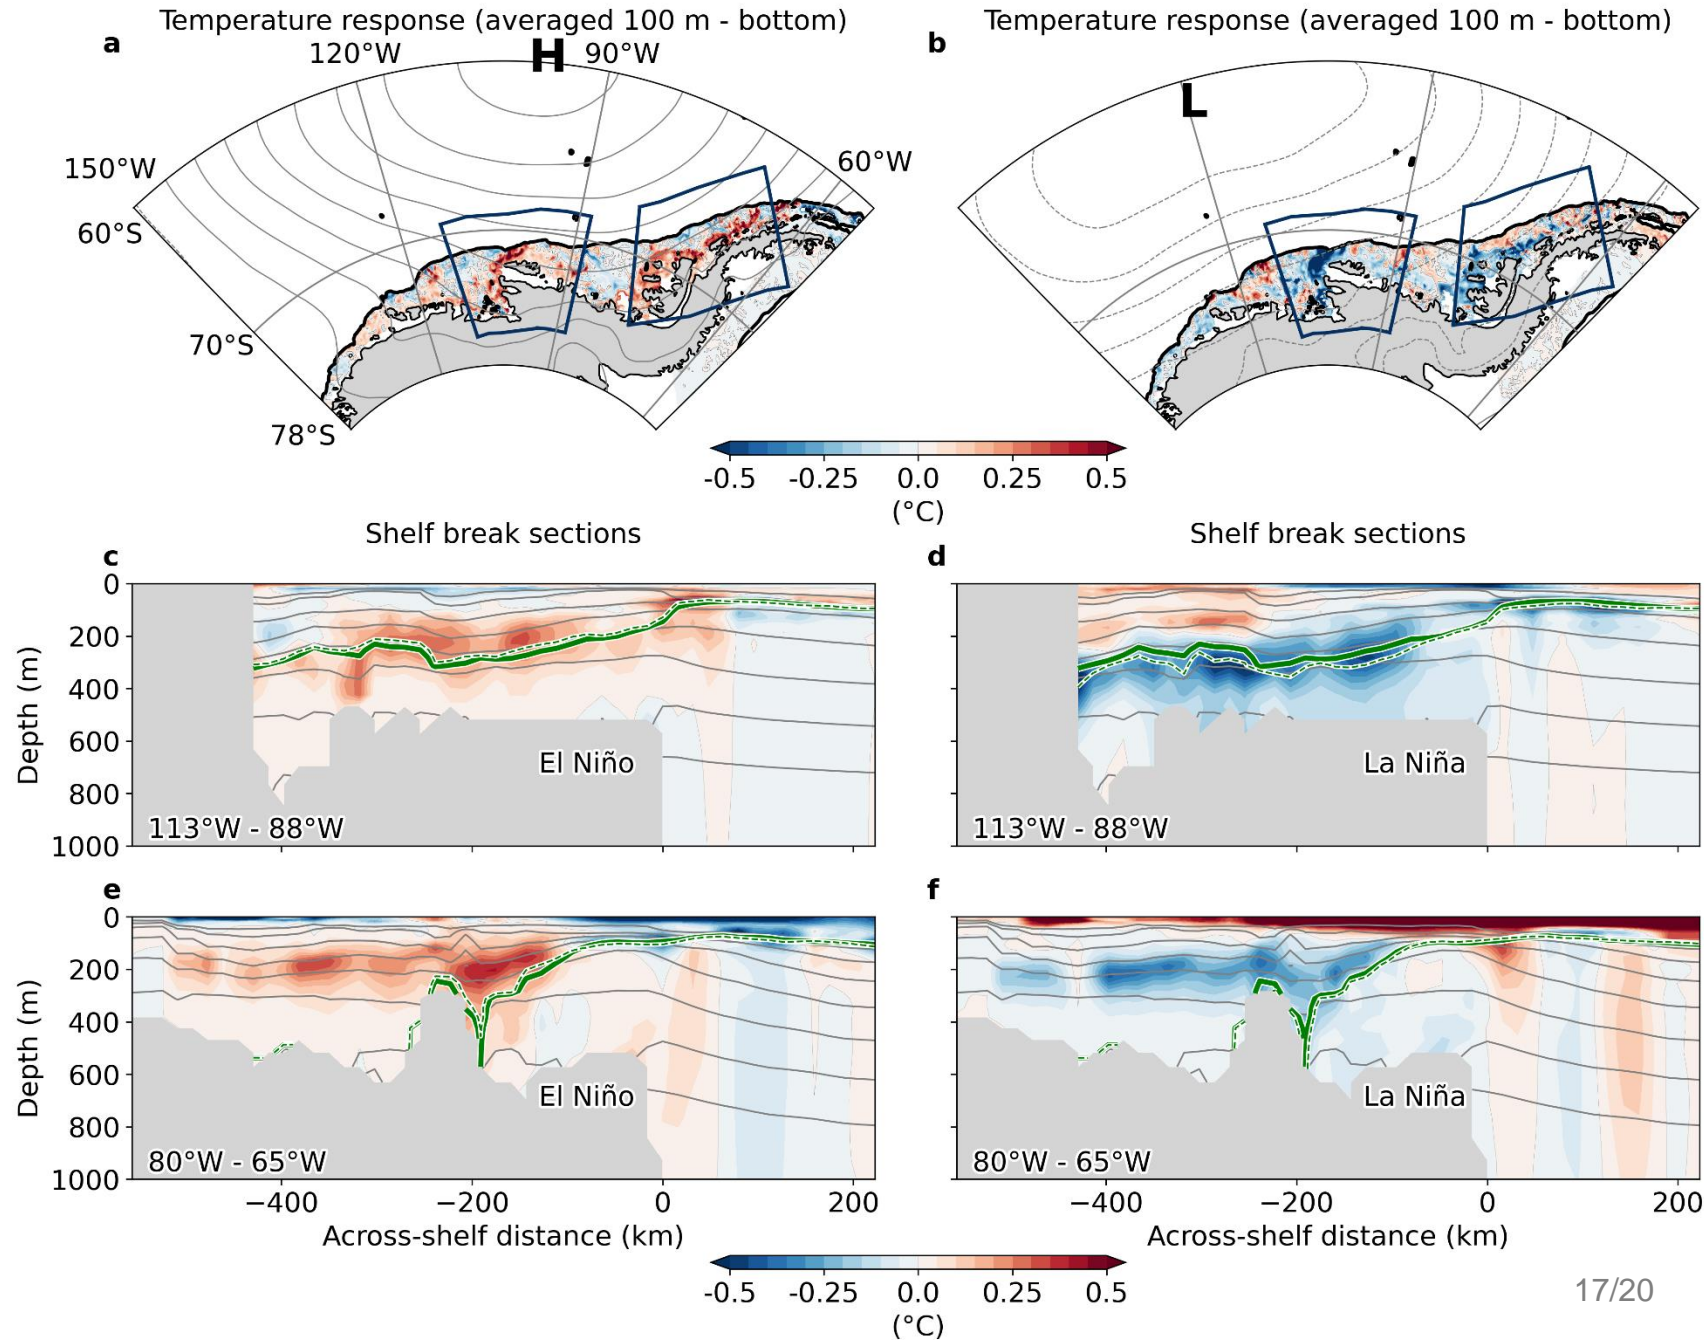 Temperature response (averaged 100 m - bottom)
a
120°W
H
90°W
150°W
60°W
60°S
70°S
78°S
Temperature response (averaged 100 m - bottom)
b
L
-0.5 -0.25 0.0 0.25 0.5
(°C)
Shelf break sections
c
0
200
400
600
800
1000
Depth (m)
El Niño
113°W - 88°W
Shelf break sections
d
La Niña
113°W - 88°W
e
0
200
400
600
800
1000
Depth (m)
El Niño
80°W - 65°W
−400 −200 0 200
Across-shelf distance (km)
f
La Niña
80°W - 65°W
−400 −200 0 200
Across-shelf distance (km)
-0.5 -0.25 0.0 0.25 0.5
(°C)
17/20